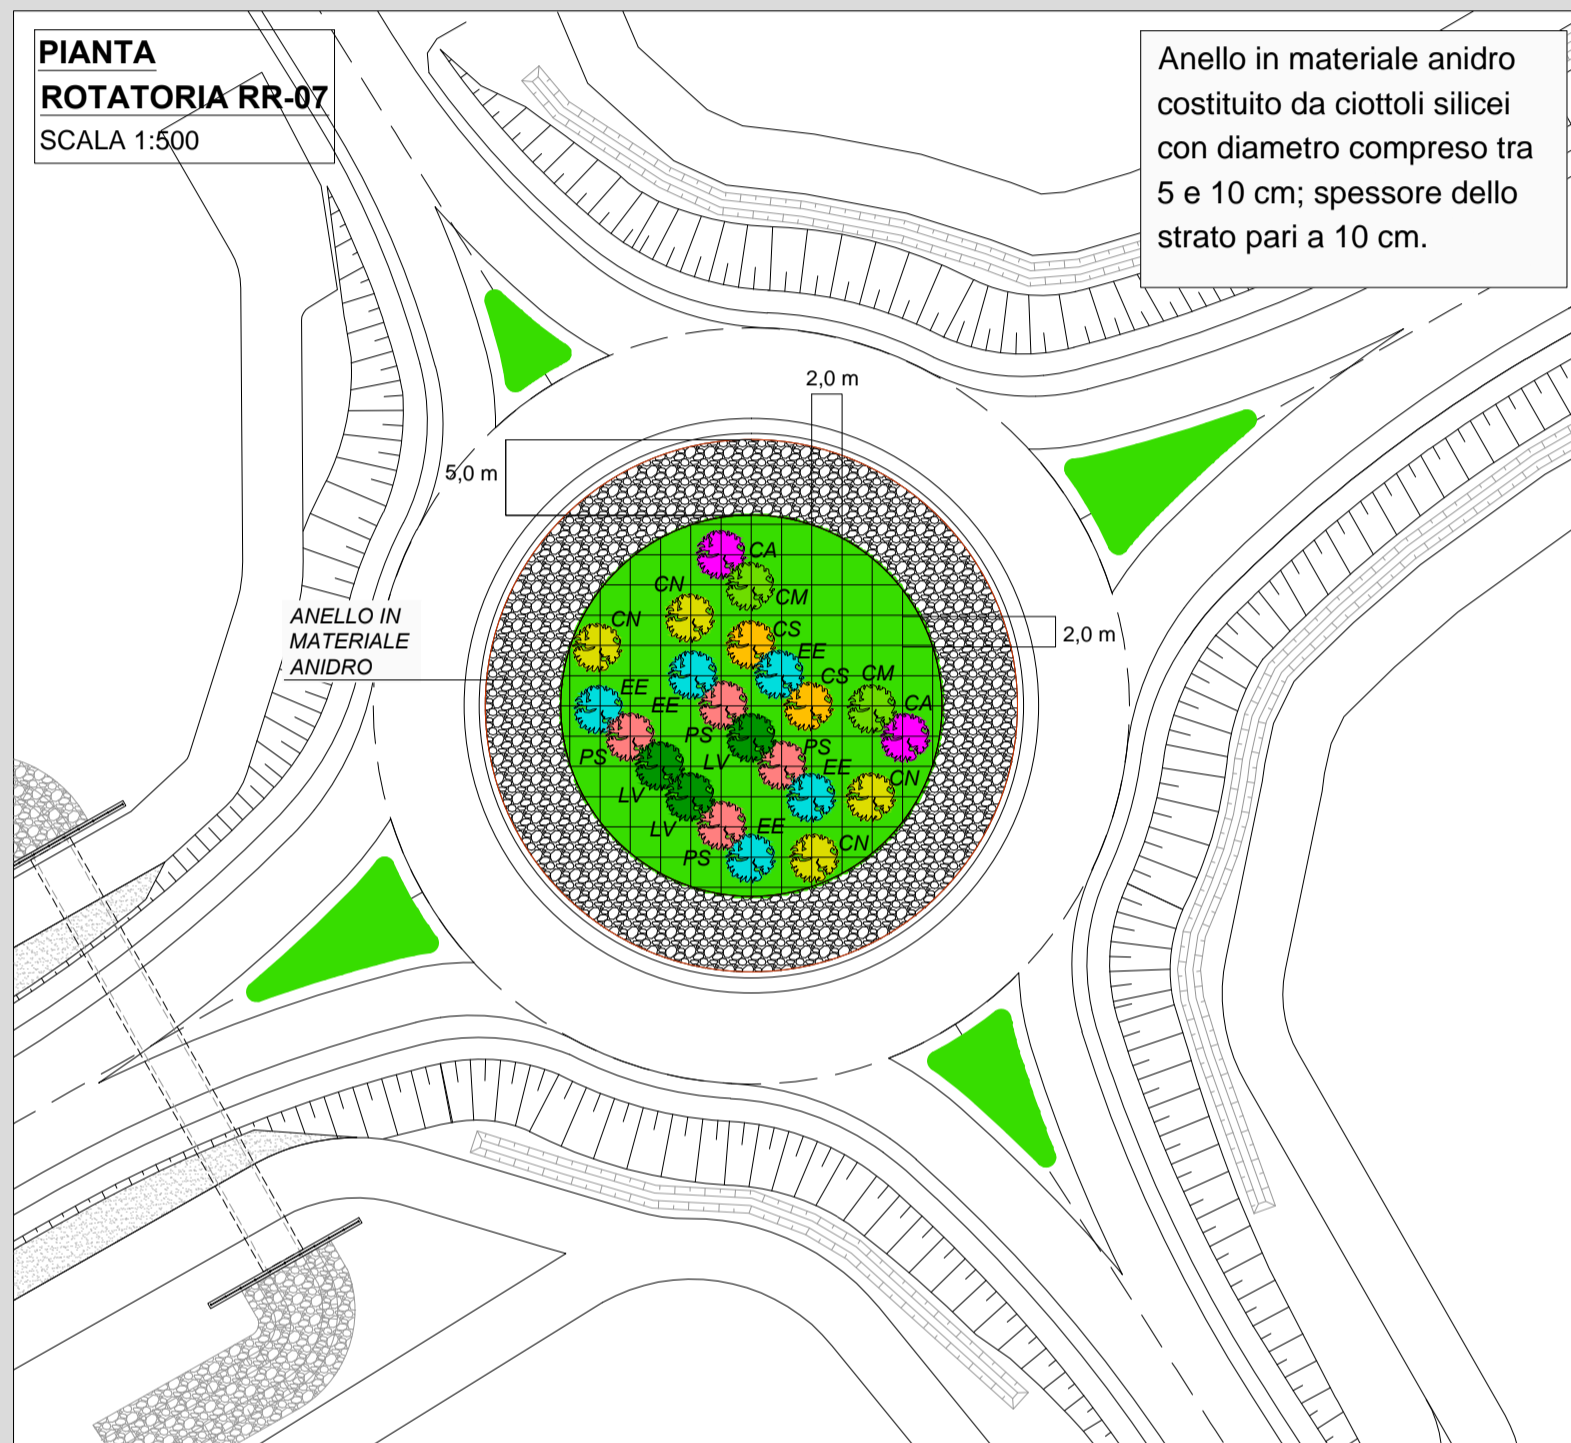 PIANTA
ROTATORIA RR-07
SCALA 1:500
Anello in materiale anidro
costituito da ciottoli silicei
con diametro compreso tra
5 e 10 cm; spessore dello
strato pari a 10 cm.
2,0 m
5,0 m
2,0 m
ANELLO IN
MATERIALE
ANIDRO
CA
CN
CM
CN
CS
EE
EE
CS
CM
EE
CA
PS
PS
PS
LV
EE
CN
LV
LV
EE
CN
PS